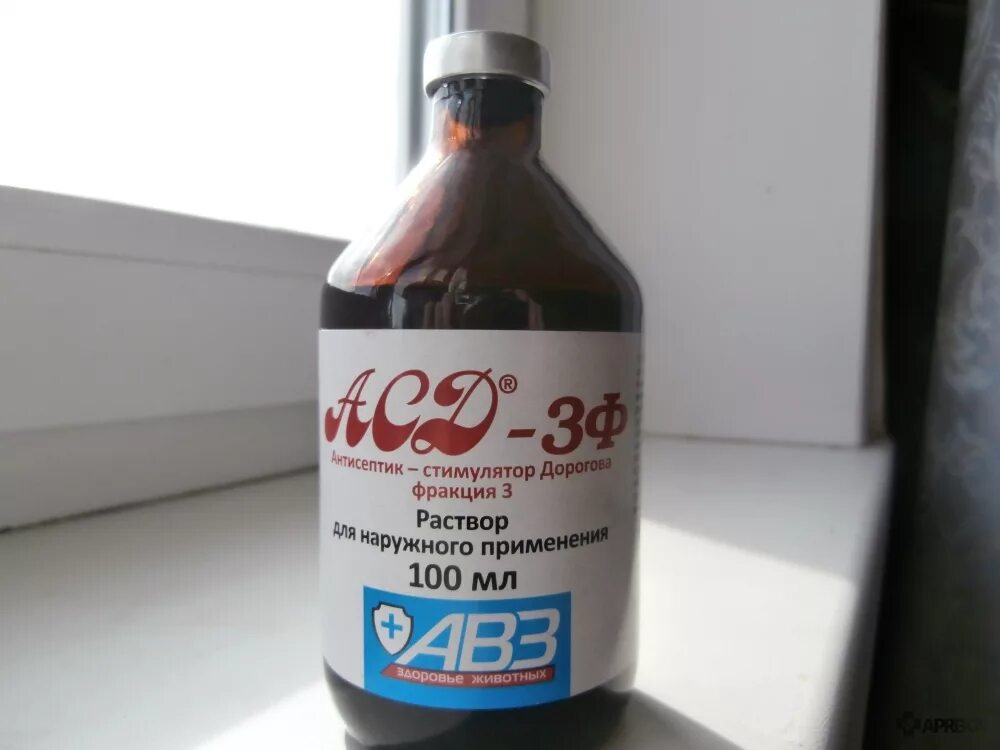 АСД® -3Ф
Антисептик – стимулятор Дорогова
фракция 3
Раствор
для наружного применения
100 мл
АВЗ
здоровье животных